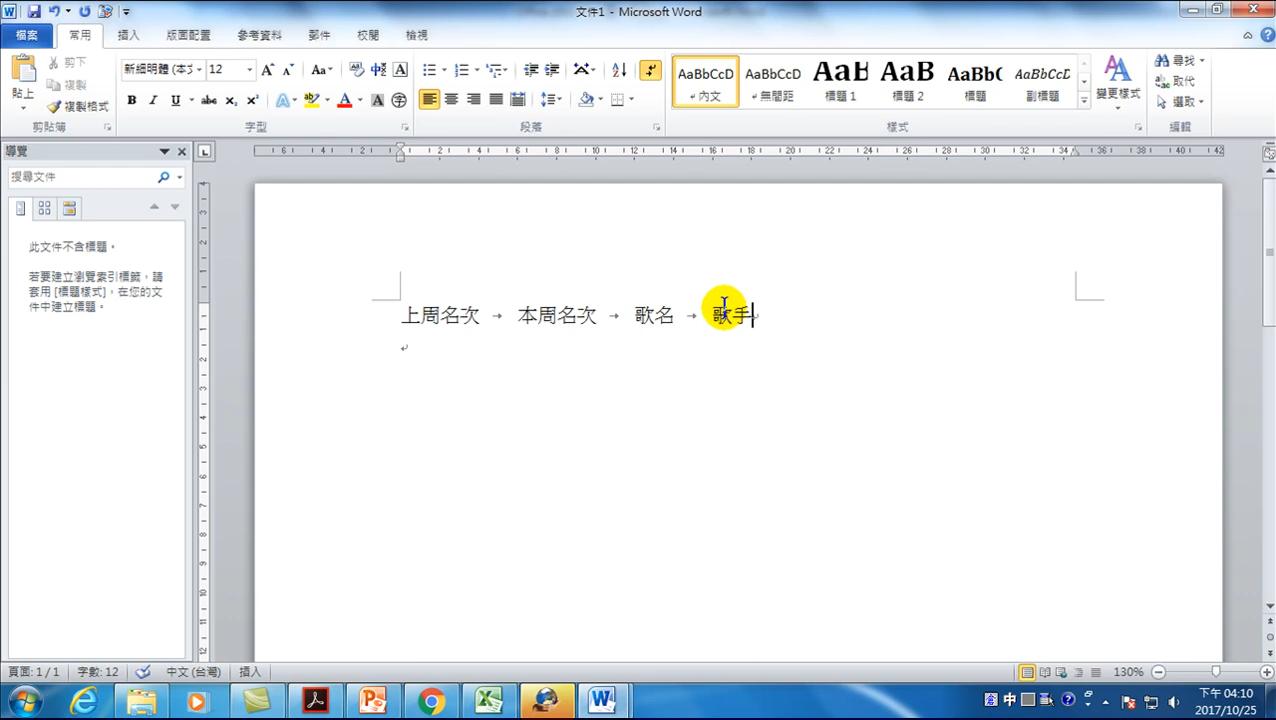 文件1 - Microsoft Word
檔案 常用 插入 版面配置 參考資料 郵件 校閱 檢視
貼上 剪下 複製 複製格式
新細明體 (本文 12
AaBbCcD 內文
AaBbCcD 無間距
AaBb 標題 1
AaBb 標題 2
AaBb( 標題
AaBbCcD 副標題
變更樣式
尋找 取代 選取
剪貼簿 字型 段落 樣式 編輯
導覽
搜尋文件
此文件不含標題。
若要建立瀏覽索引標籤，請
套用 [標題樣式]，在您的文
件中建立標題。
上周名次 → 本周名次 → 歌名 → 歌手
頁面: 1 / 1 字數: 12 中文 (台灣) 插入 130%
中 下午 04:10
2017/10/25